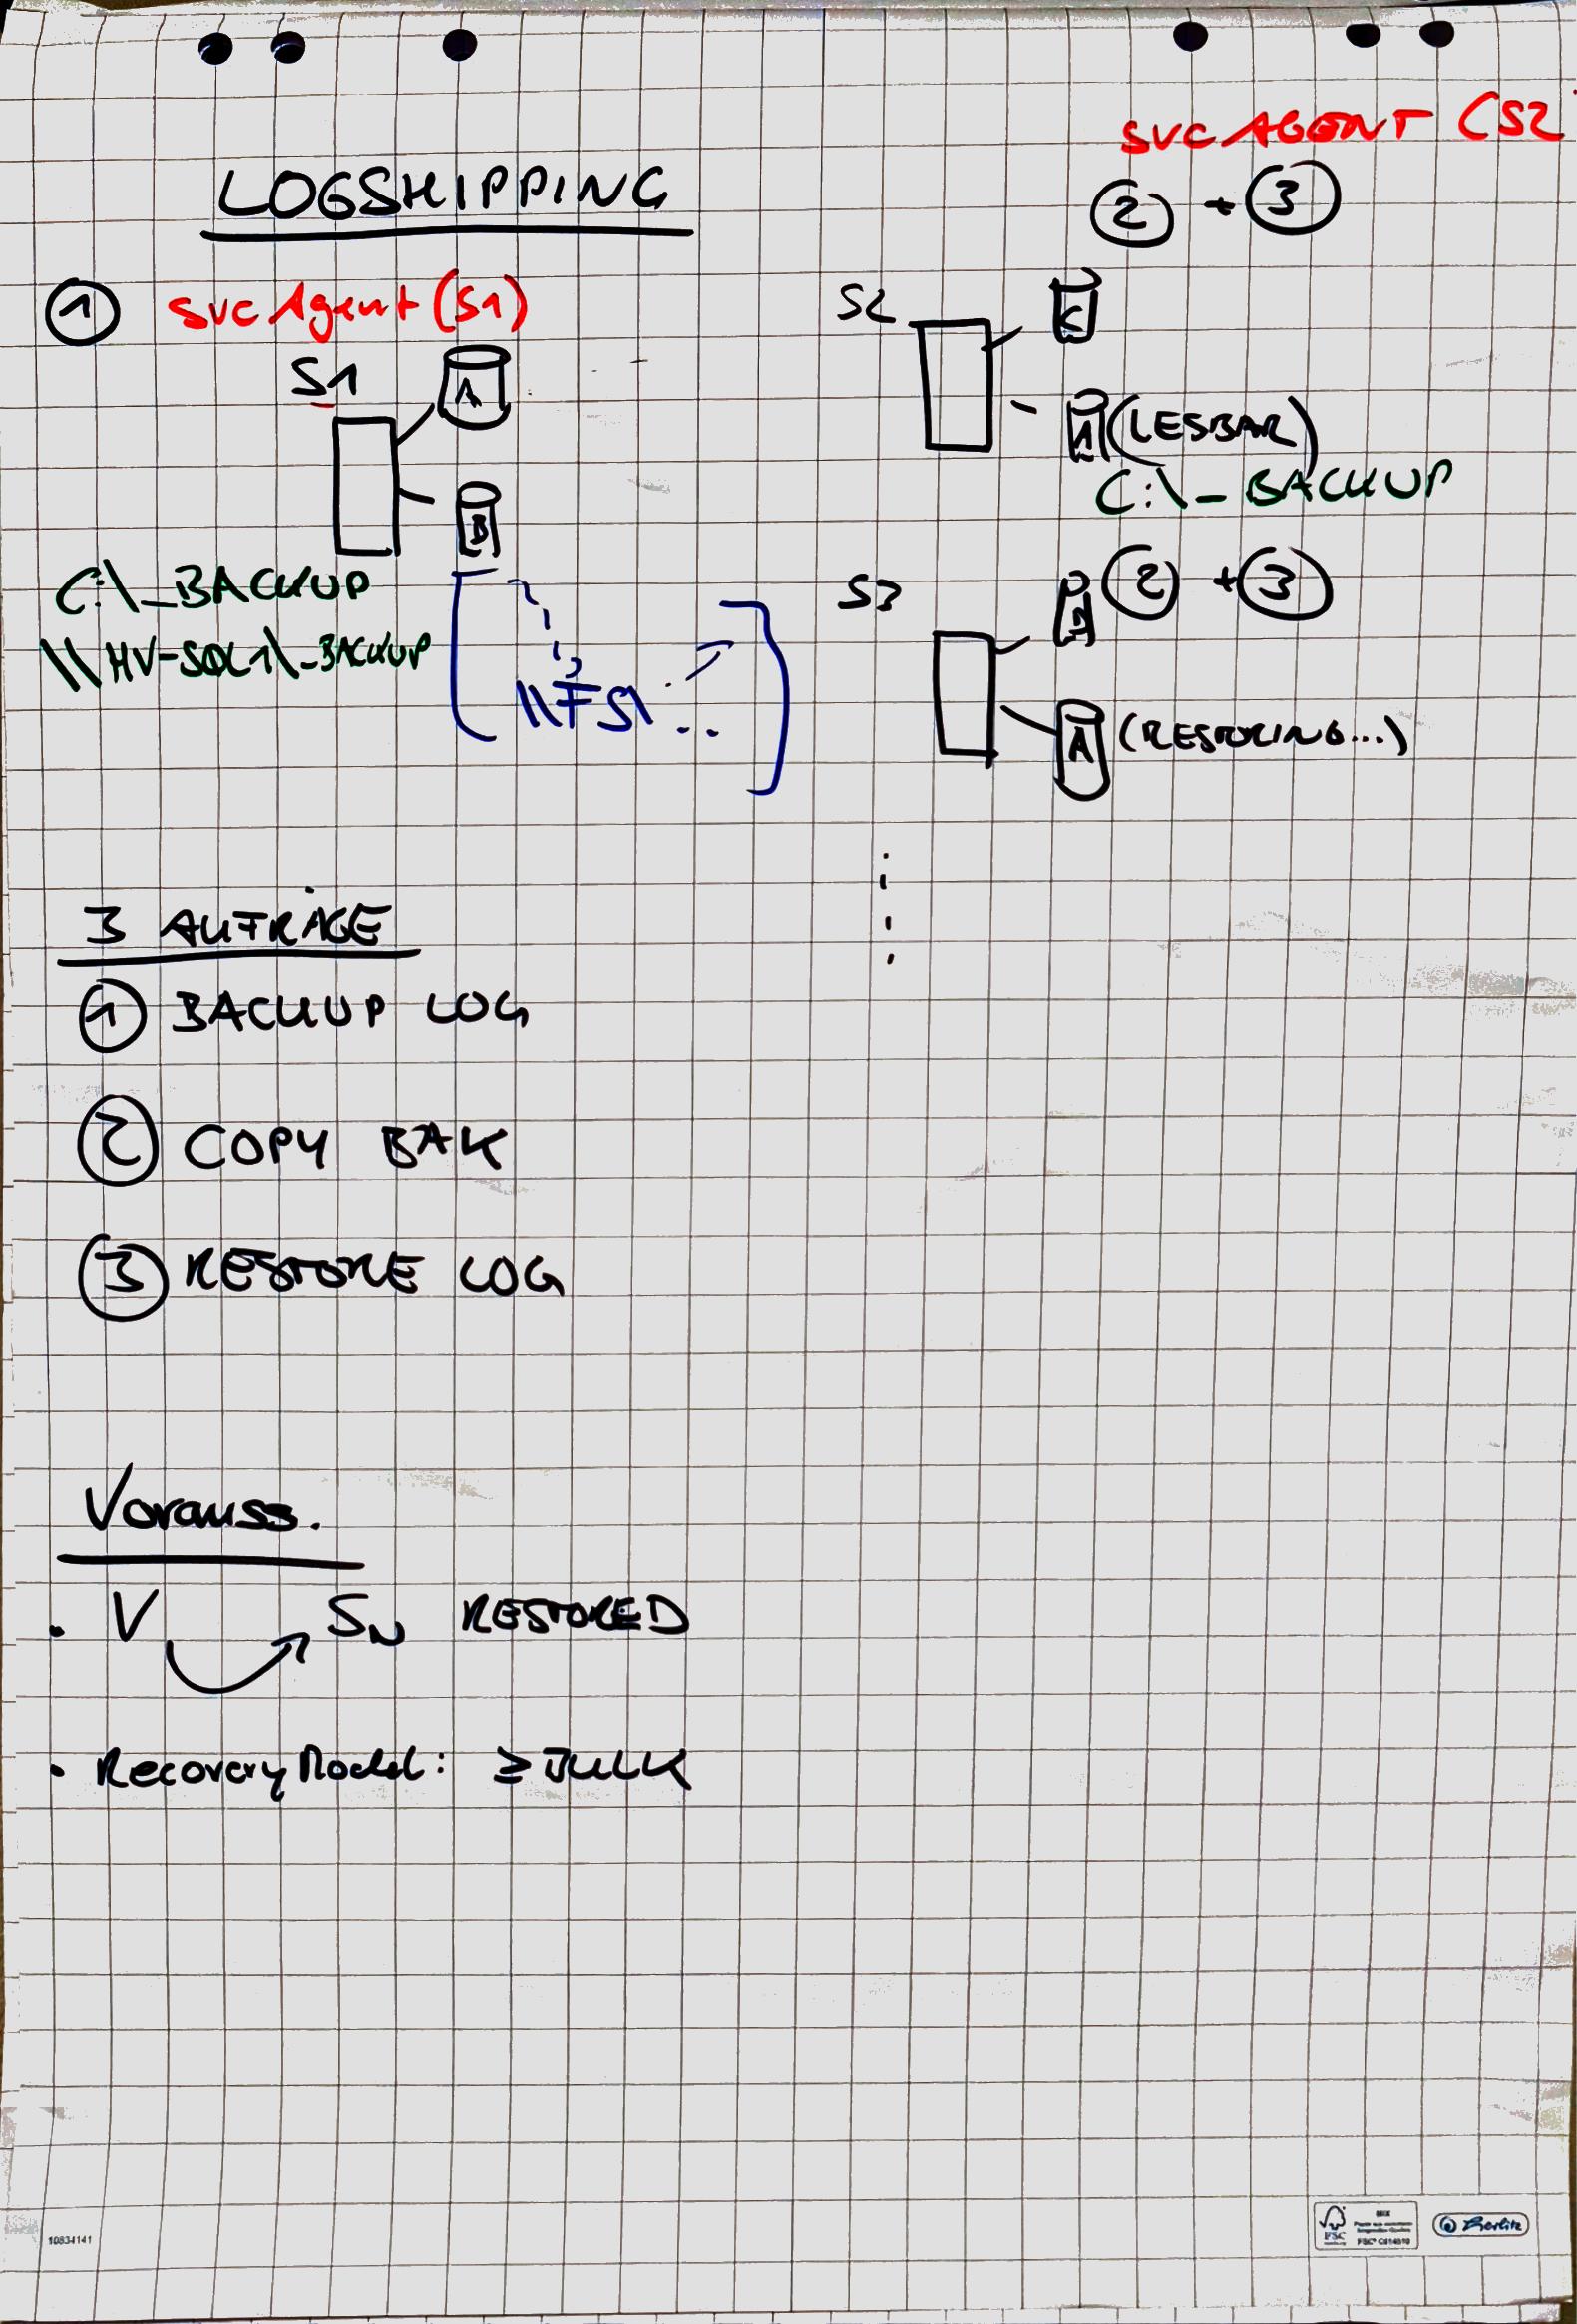 SVC AGENT (S2
LOGSHIPPING
2 + 3
1 SVC Agent (S1)
S2
C
S1
A
A (LESBAR)
C:\_BACKUP
B
C:\_BACKUP
S3
2 + 3
\\HV-SQL1\_BACKUP
\\FS\..
A (RESTORING...)
3 AUFTRÄGE
1 BACKUP LOG
2 COPY BAK
3 RESTORE LOG
Vorauss.
. V SN RESTORED
. Recovery Model: ≥ BULK
10834141
FSC
MIX
FSC® C014810
Herlitz